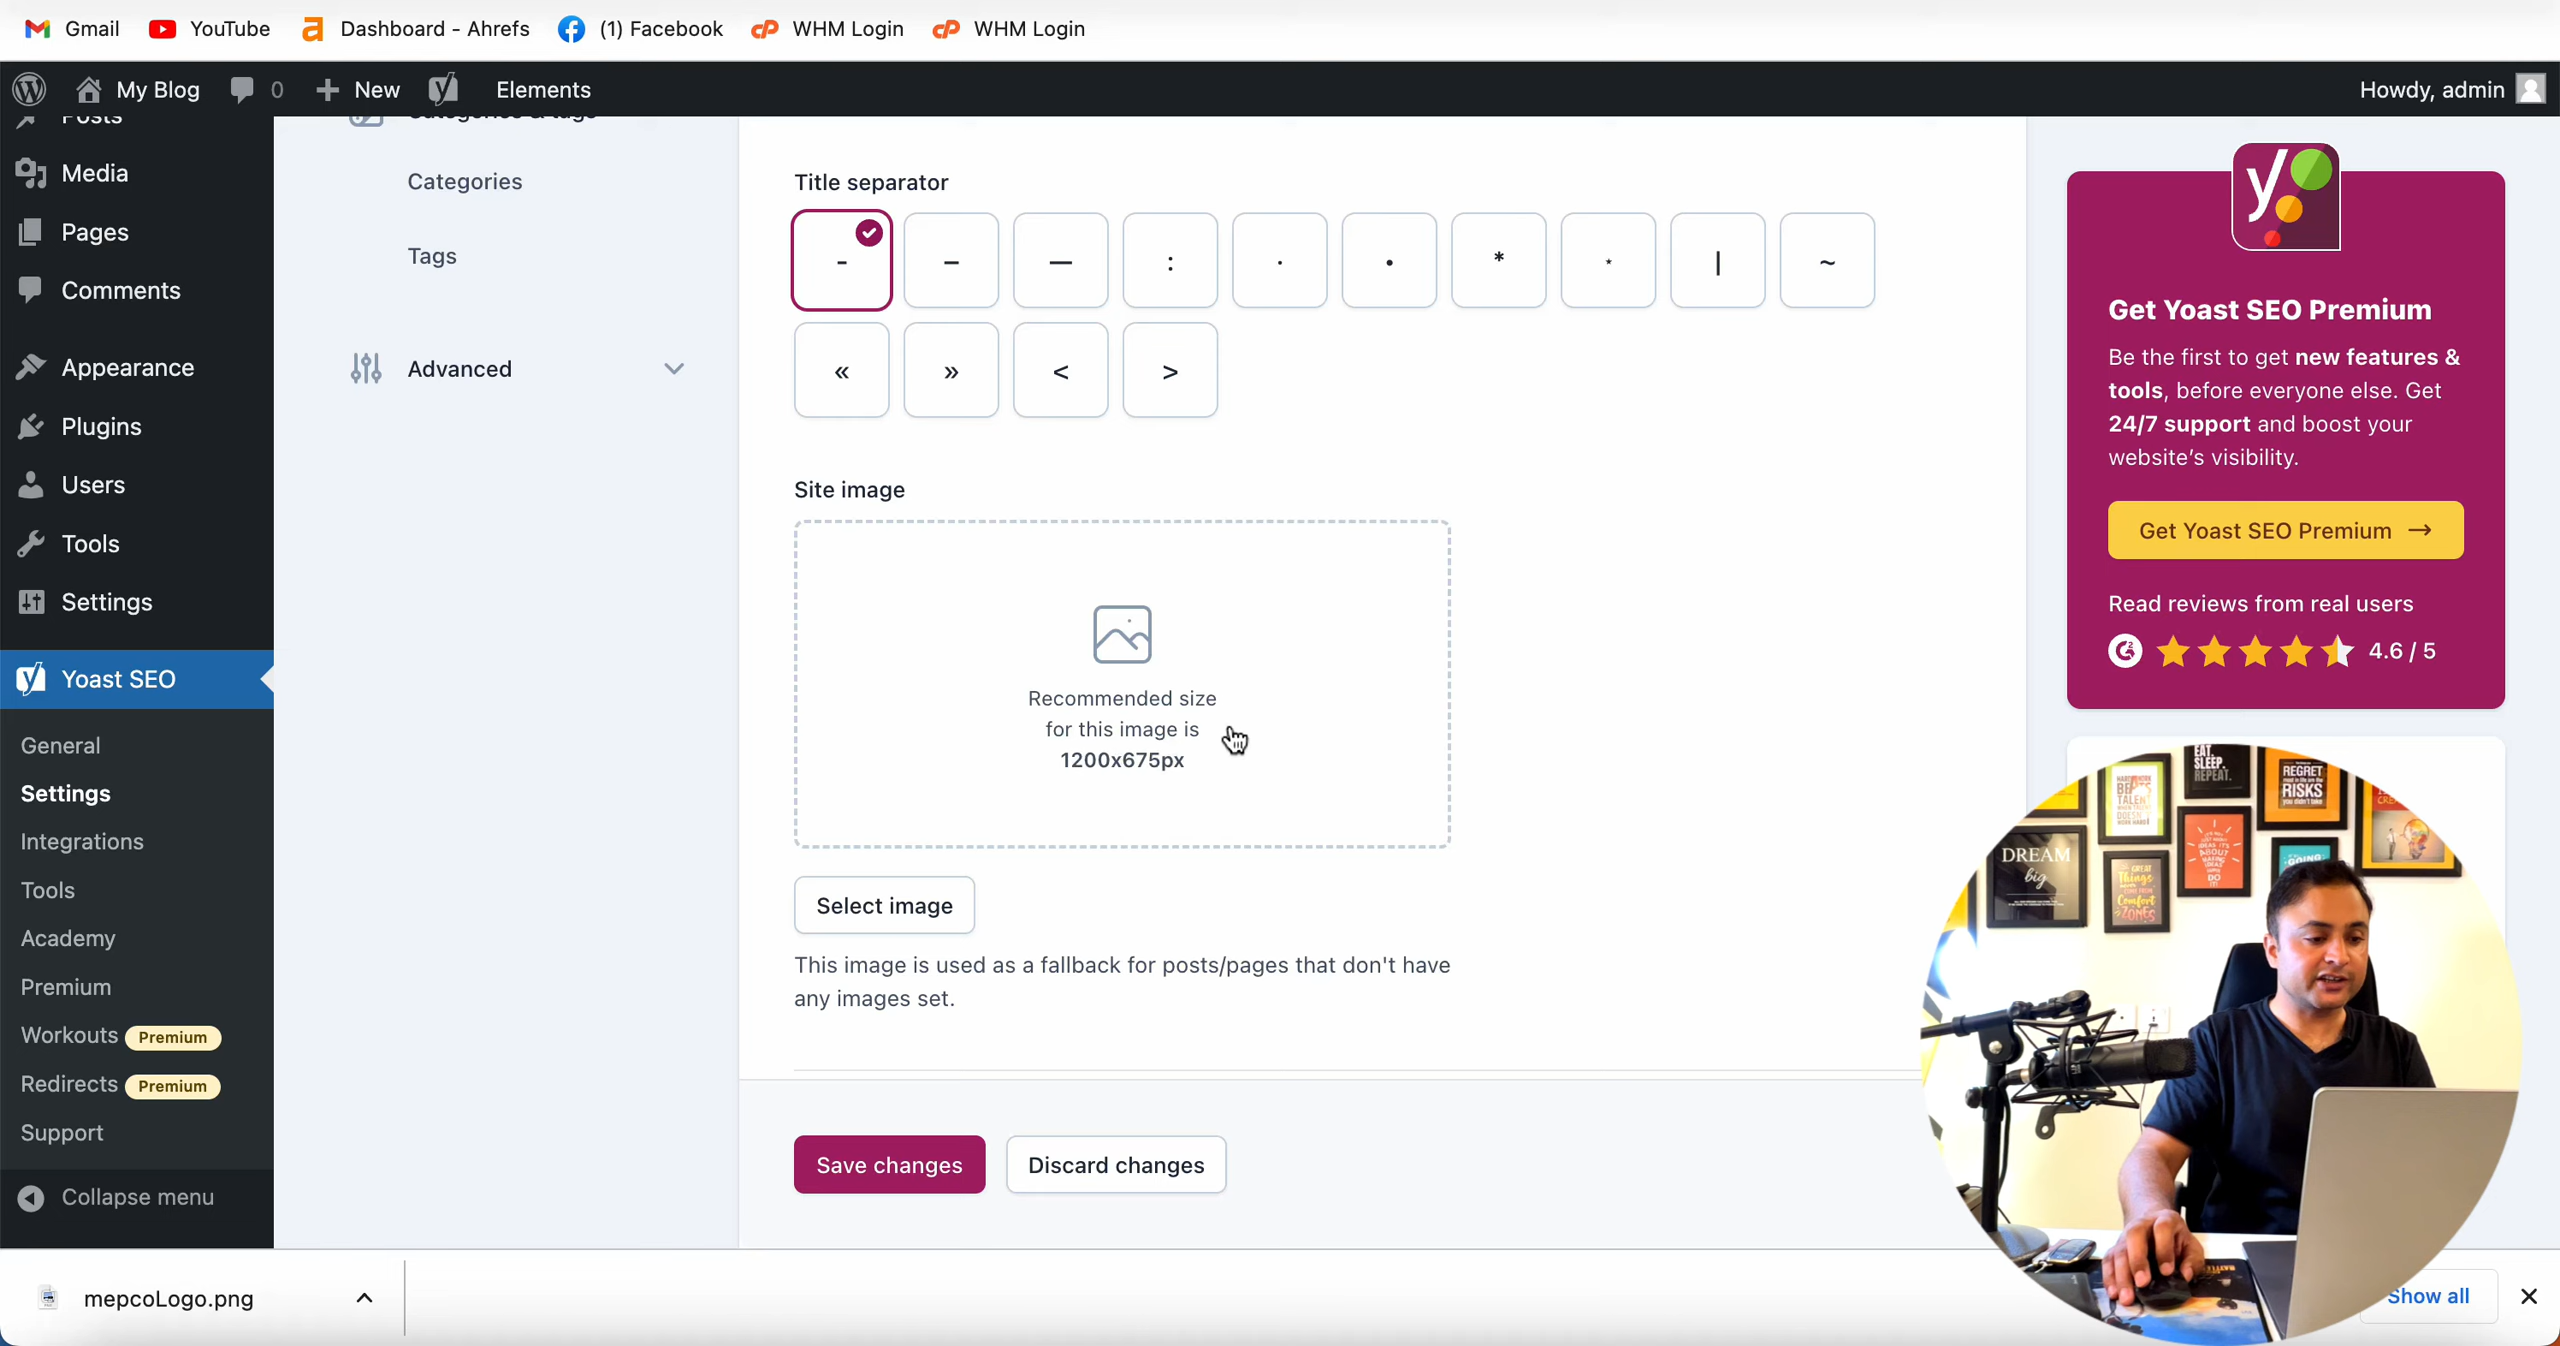 Gmail
YouTube
Dashboard - Ahrefs
(1) Facebook
WHM Login
WHM Login
My Blog
0
New
Elements
Howdy, admin
Posts
Media
Pages
Comments
Appearance
Plugins
Users
Tools
Settings
Yoast SEO
General
Settings
Integrations
Tools
Academy
Premium
Workouts Premium
Redirects Premium
Support
Collapse menu
Categories & tags
Categories
Tags
Advanced
Title separator
- – — : · • * ⋆ | ~
« » < >
Site image
Recommended size
for this image is
1200x675px
Select image
This image is used as a fallback for posts/pages that don't have
any images set.
Save changes
Discard changes
Get Yoast SEO Premium
Be the first to get new features &
tools, before everyone else. Get
24/7 support and boost your
website's visibility.
Get Yoast SEO Premium →
Read reviews from real users
4.6 / 5
EAT.
SLEEP.
REPEAT.
REGRET
RISKS
DREAM
big
mepcoLogo.png
Show all